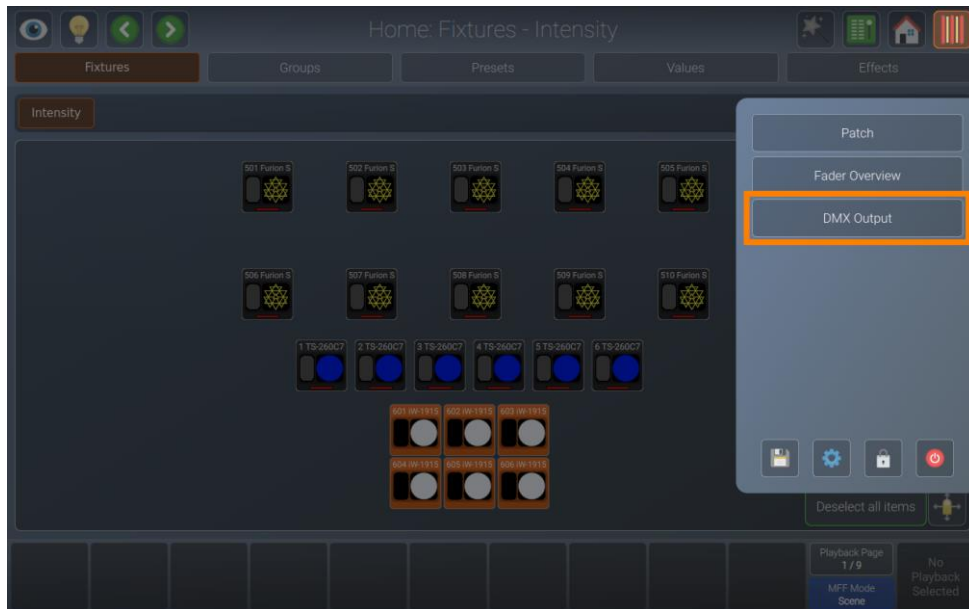 Home: Fixtures - Intensity
Fixtures
Groups
Presets
Values
Effects
Intensity
Patch
Fader Overview
DMX Output
501 Furion S
502 Furion S
503 Furion S
504 Furion S
505 Furion S
506 Furion S
507 Furion S
508 Furion S
509 Furion S
510 Furion S
1 TS-260C7
2 TS-260C7
3 TS-260C7
4 TS-260C7
5 TS-260C7
6 TS-260C7
601 iW-1915
602 iW-1915
603 iW-1915
604 iW-1915
605 iW-1915
606 iW-1915
Deselect all items
Playback Page
1 / 9
MFF Mode
Scene
No
Playback
Selected